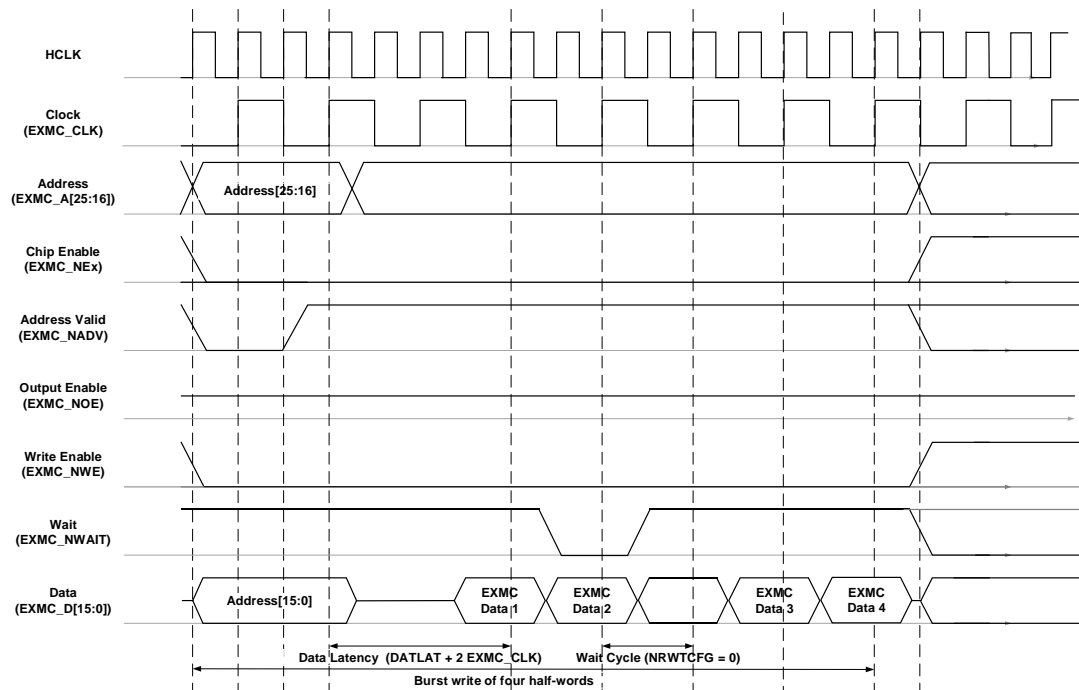 HCLK
Clock
(EXMC_CLK)
Address
(EXMC_A[25:16])
Address[25:16]
Chip Enable
(EXMC_NEx)
Address Valid
(EXMC_NADV)
Output Enable
(EXMC_NOE)
Write Enable
(EXMC_NWE)
Wait
(EXMC_NWAIT)
Data
(EXMC_D[15:0])
Address[15:0]
EXMC
Data 1
EXMC
Data 2
EXMC
Data 3
EXMC
Data 4
Data Latency (DATLAT + 2 EXMC_CLK)
Wait Cycle (NRWTCFG = 0)
Burst write of four half-words